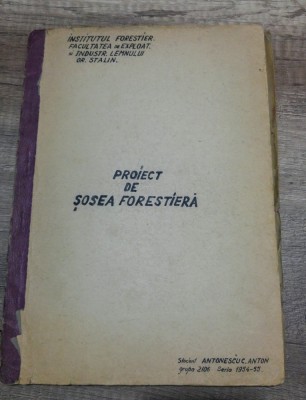 INSTITUTUL FORESTIER
FACULTATEA DE EXPLOAT.
ȘI INDUSTR. LEMNULUI
OR. STALIN.
PROIECT
DE
ȘOSEA FORESTIERĂ
Student ANTONESCU C. ANTON
grupa Seria 1954-55.